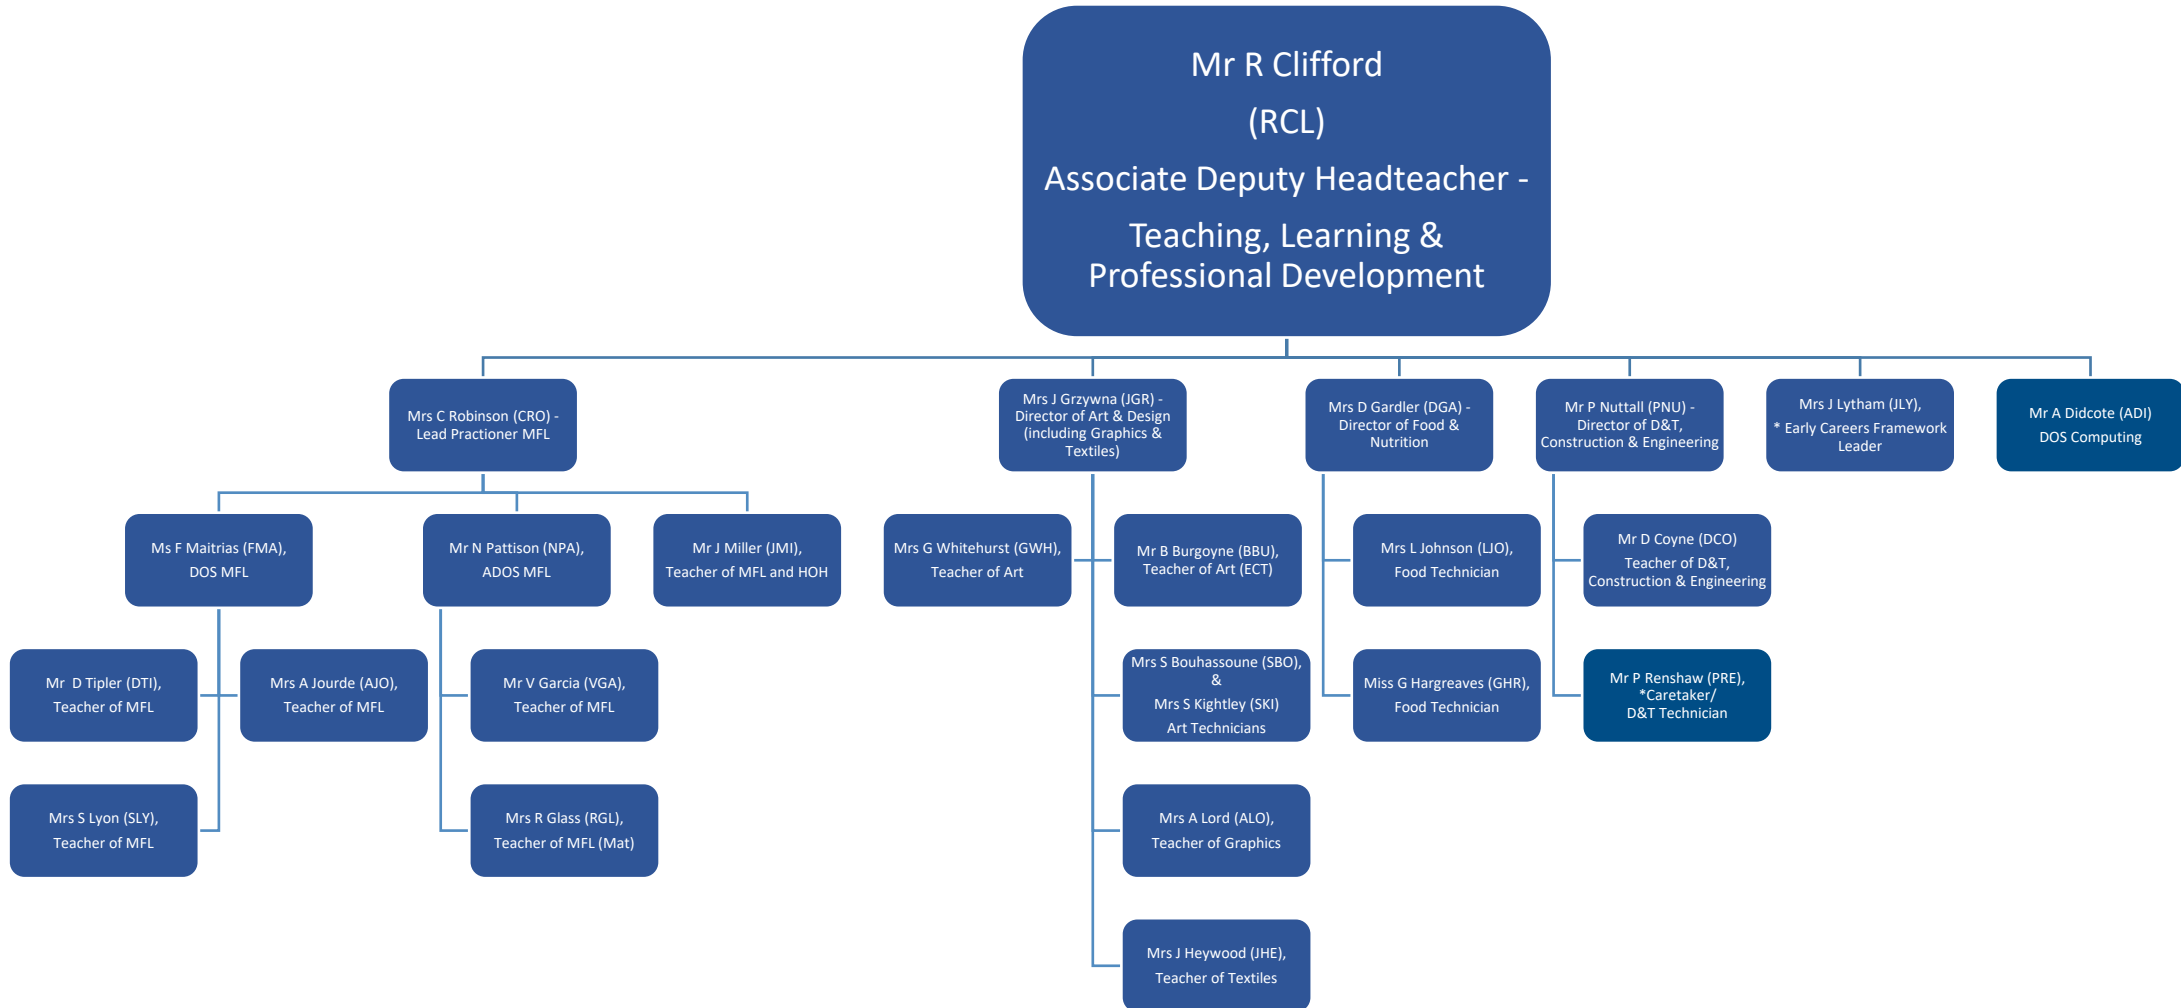 Mr R Clifford
(RCL)
Associate Deputy Headteacher -
Teaching, Learning &
Professional Development
Mrs C Robinson (CRO) -
Lead Practioner MFL
Mrs J Grzywna (JGR) -
Director of Art & Design
(including Graphics &
Textiles)
Mrs D Gardler (DGA) -
Director of Food &
Nutrition
Mr P Nuttall (PNU) -
Director of D&T,
Construction & Engineering
Mrs J Lytham (JLY),
* Early Careers Framework
Leader
Mr A Didcote (ADI)
DOS Computing
Ms F Maitrias (FMA),
DOS MFL
Mr N Pattison (NPA),
ADOS MFL
Mr J Miller (JMI),
Teacher of MFL and HOH
Mrs G Whitehurst (GWH),
Teacher of Art
Mr B Burgoyne (BBU),
Teacher of Art (ECT)
Mrs L Johnson (LJO),
Food Technician
Mr D Coyne (DCO)
Teacher of D&T,
Construction & Engineering
Mr  D Tipler (DTI),
Teacher of MFL
Mrs A Jourde (AJO),
Teacher of MFL
Mr V Garcia (VGA),
Teacher of MFL
Mrs S Bouhassoune (SBO),
&
Mrs S Kightley (SKI)
Art Technicians
Miss G Hargreaves (GHR),
Food Technician
Mr P Renshaw (PRE),
*Caretaker/
D&T Technician
Mrs S Lyon (SLY),
Teacher of MFL
Mrs R Glass (RGL),
Teacher of MFL (Mat)
Mrs A Lord (ALO),
Teacher of Graphics
Mrs J Heywood (JHE),
Teacher of Textiles